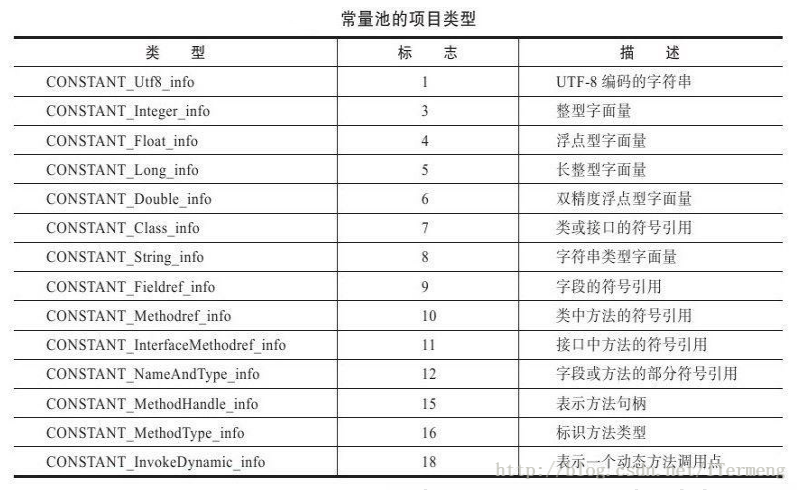 常量池的项目类型
类 型 标 志 描 述
CONSTANT_Utf8_info 1 UTF-8 编码的字符串
CONSTANT_Integer_info 3 整型字面量
CONSTANT_Float_info 4 浮点型字面量
CONSTANT_Long_info 5 长整型字面量
CONSTANT_Double_info 6 双精度浮点型字面量
CONSTANT_Class_info 7 类或接口的符号引用
CONSTANT_String_info 8 字符串类型字面量
CONSTANT_Fieldref_info 9 字段的符号引用
CONSTANT_Methodref_info 10 类中方法的符号引用
CONSTANT_InterfaceMethodref_info 11 接口中方法的符号引用
CONSTANT_NameAndType_info 12 字段或方法的部分符号引用
CONSTANT_MethodHandle_info 15 表示方法句柄
CONSTANT_MethodType_info 16 标识方法类型
CONSTANT_InvokeDynamic_info 18 表示一个动态方法调用点